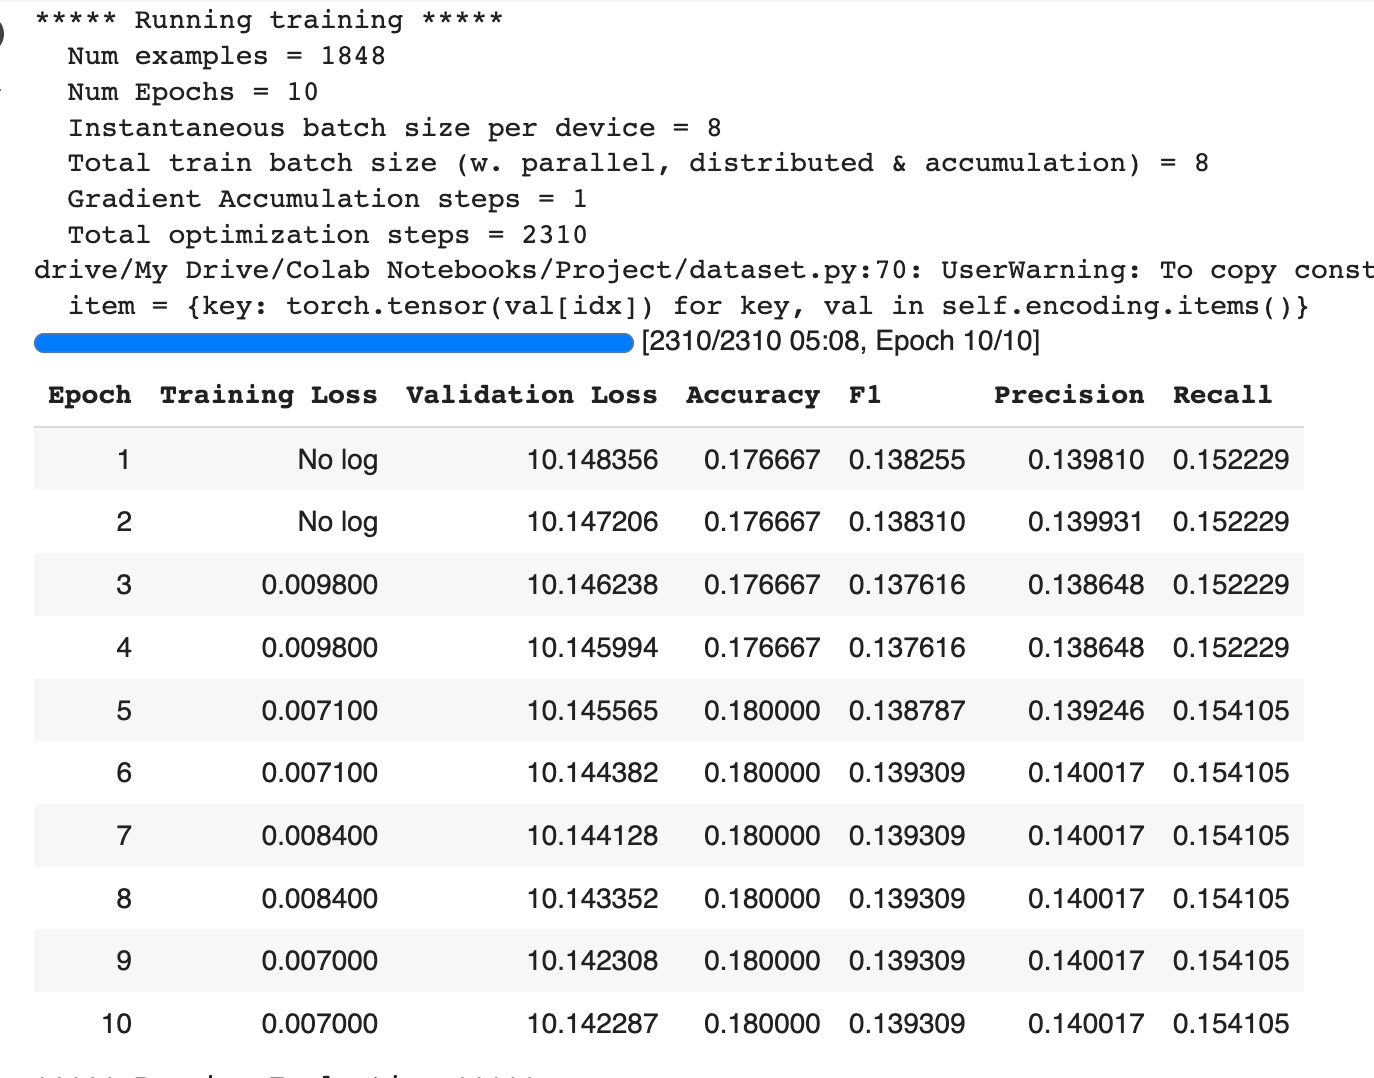 ***** Running training *****
Num examples = 1848
Num Epochs = 10
Instantaneous batch size per device = 8
Total train batch size (w. parallel, distributed & accumulation) = 8
Gradient Accumulation steps = 1
Total optimization steps = 2310
drive/My Drive/Colab Notebooks/Project/dataset.py:70: UserWarning: To copy const
item = {key: torch.tensor(val[idx]) for key, val in self.encoding.items()}
[2310/2310 05:08, Epoch 10/10]
Epoch Training Loss Validation Loss Accuracy F1 Precision Recall
1 No log 10.148356 0.176667 0.138255 0.139810 0.152229
2 No log 10.147206 0.176667 0.138310 0.139931 0.152229
3 0.009800 10.146238 0.176667 0.137616 0.138648 0.152229
4 0.009800 10.145994 0.176667 0.137616 0.138648 0.152229
5 0.007100 10.145565 0.180000 0.138787 0.139246 0.154105
6 0.007100 10.144382 0.180000 0.139309 0.140017 0.154105
7 0.008400 10.144128 0.180000 0.139309 0.140017 0.154105
8 0.008400 10.143352 0.180000 0.139309 0.140017 0.154105
9 0.007000 10.142308 0.180000 0.139309 0.140017 0.154105
10 0.007000 10.142287 0.180000 0.139309 0.140017 0.154105